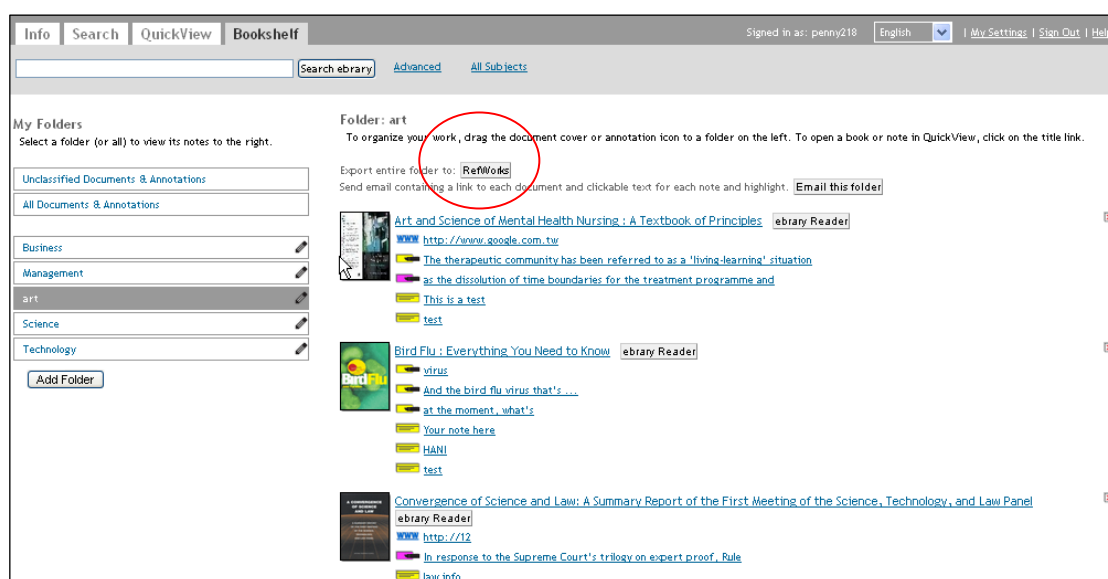 Info Search QuickView Bookshelf Signed in as: penny218 English | My Settings | Sign Out | Help
Search ebrary Advanced All Subjects
My Folders
Select a folder (or all) to view its notes to the right.
Unclassified Documents & Annotations
All Documents & Annotations
Business
Management
art
Science
Technology
Add Folder
Folder: art
To organize your work, drag the document cover or annotation icon to a folder on the left. To open a book or note in QuickView, click on the title link.
Export entire folder to: RefWorks
Send email containing a link to each document and clickable text for each note and highlight. Email this folder
Art and Science of Mental Health Nursing : A Textbook of Principles ebrary Reader
WWW http://www.google.com.tw
The therapeutic community has been referred to as a 'living-learning' situation
as the dissolution of time boundaries for the treatment programme and
This is a test
test
Bird Flu
Bird Flu : Everything You Need to Know ebrary Reader
virus
And the bird flu virus that's ...
at the moment, what's
Your note here
HANI
test
A CONVERGENCE
OF SCIENCE
AND LAW
Convergence of Science and Law: A Summary Report of the First Meeting of the Science, Technology, and Law Panel
ebrary Reader
WWW http://12
In response to the Supreme Court's trilogy on expert proof, Rule
law info